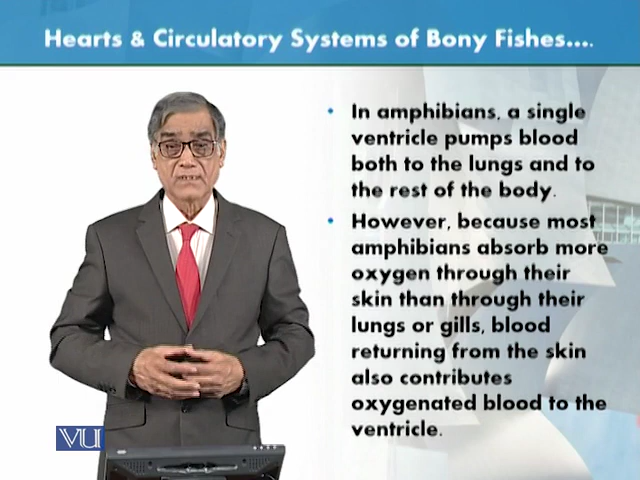 Hearts & Circulatory Systems of Bony Fishes….
• In amphibians, a single
ventricle pumps blood
both to the lungs and to
the rest of the body.
• However, because most
amphibians absorb more
oxygen through their
skin than through their
lungs or gills, blood
returning from the skin
also contributes
oxygenated blood to the
ventricle.
VU